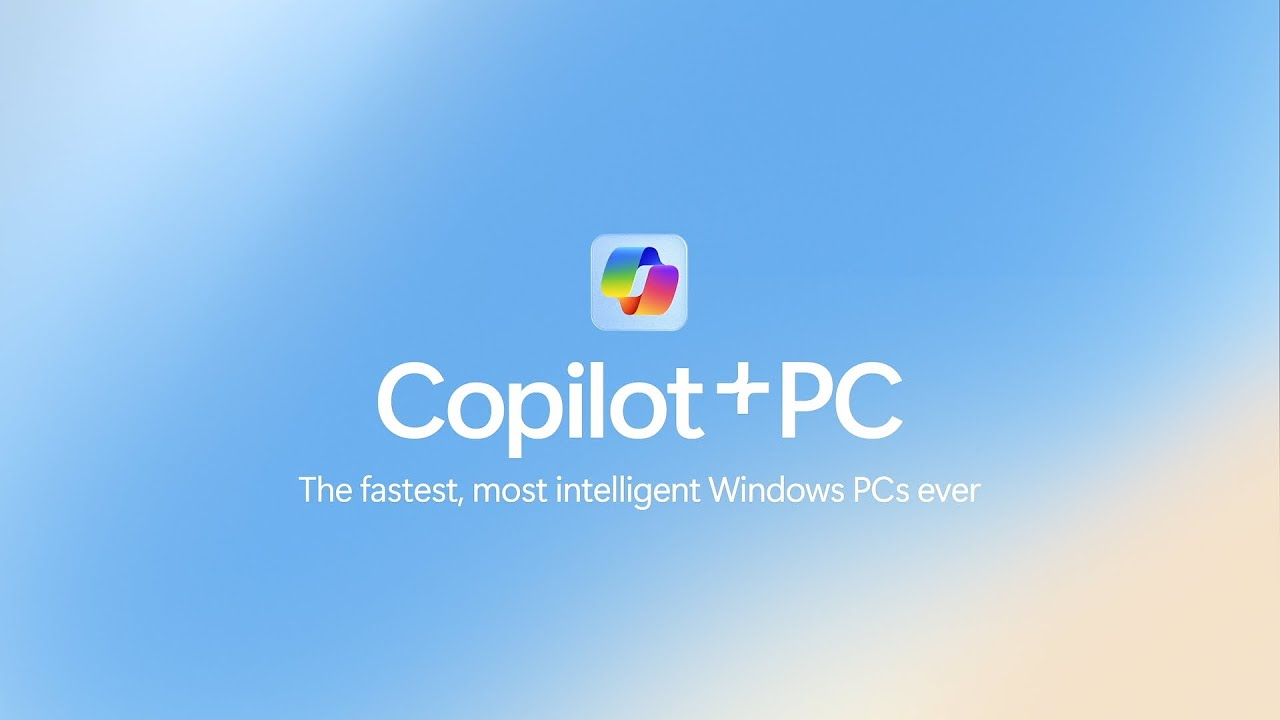 Copilot+PC
The fastest, most intelligent Windows PCs ever